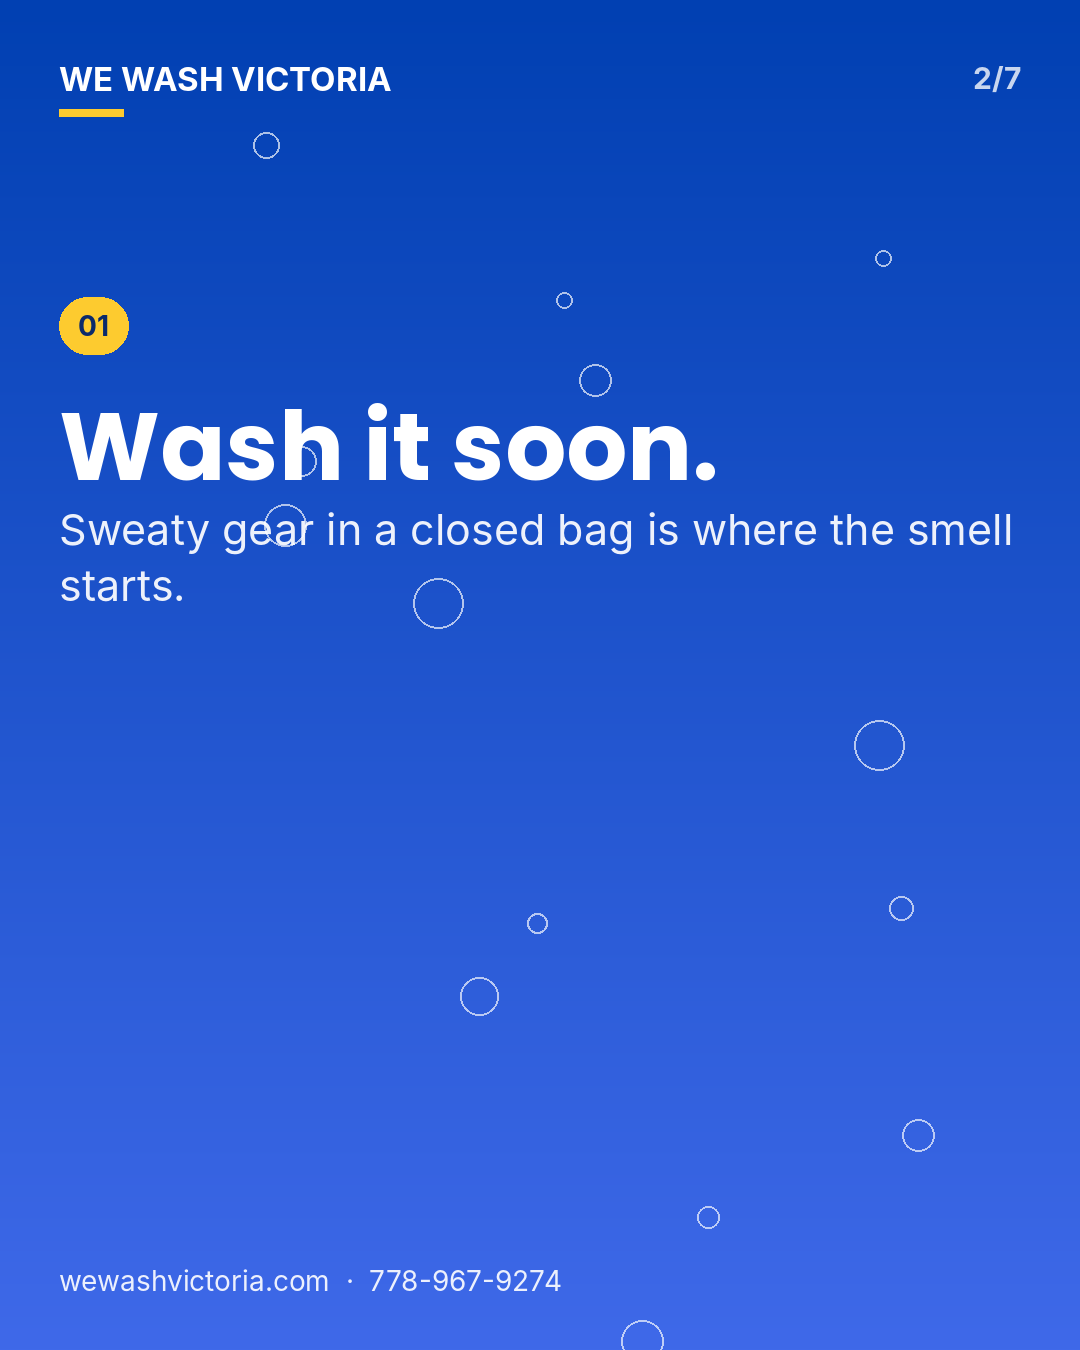 WE WASH VICTORIA
2/7
01
Wash it soon.
Sweaty gear in a closed bag is where the smell
starts.
wewashvictoria.com · 778-967-9274